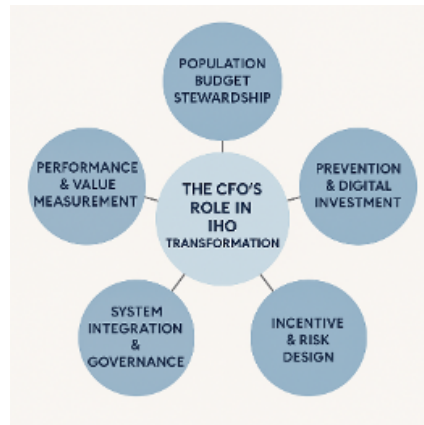 POPULATION
BUDGET
STEWARDSHIP
PERFORMANCE
& VALUE
MEASUREMENT
THE CFO'S
ROLE IN
IHO
TRANSFORMATION
PREVENTION
& DIGITAL
INVESTMENT
SYSTEM
INTEGRATION
&
GOVERNANCE
INCENTIVE
& RISK
DESIGN